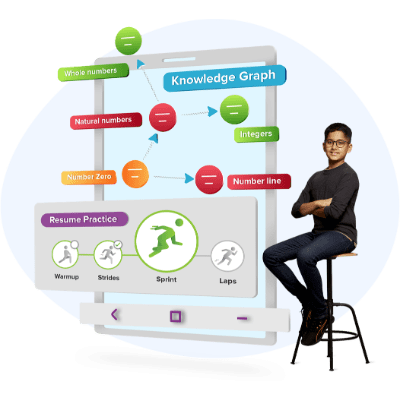 Whole numbers
Knowledge Graph
Natural numbers
Integers
Number Zero
Number line
Resume Practice
Warmup
Strides
Sprint
Laps